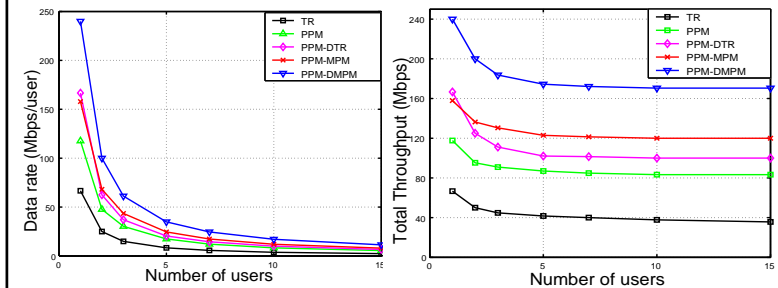 Data rate (Mbps/user)
250
200
150
100
50
0
0
5
10
15
Number of users
TR
PPM
PPM-DTR
PPM-MPM
PPM-DMPM
Total Throughput (Mbps)
240
200
160
120
80
40
0
0
5
10
15
Number of users
TR
PPM
PPM-DTR
PPM-MPM
PPM-DMPM